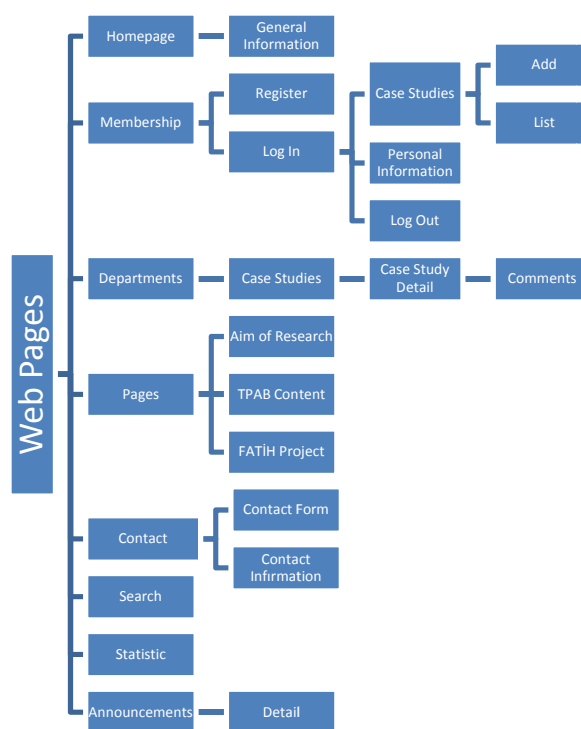 Web Pages
Homepage
General
Information
Membership
Register
Log In
Case Studies
Add
List
Personal
Information
Log Out
Departments
Case Studies
Case Study
Detail
Comments
Pages
Aim of Research
TPAB Content
FATİH Project
Contact
Contact Form
Contact
Infırmation
Search
Statistic
Announcements
Detail